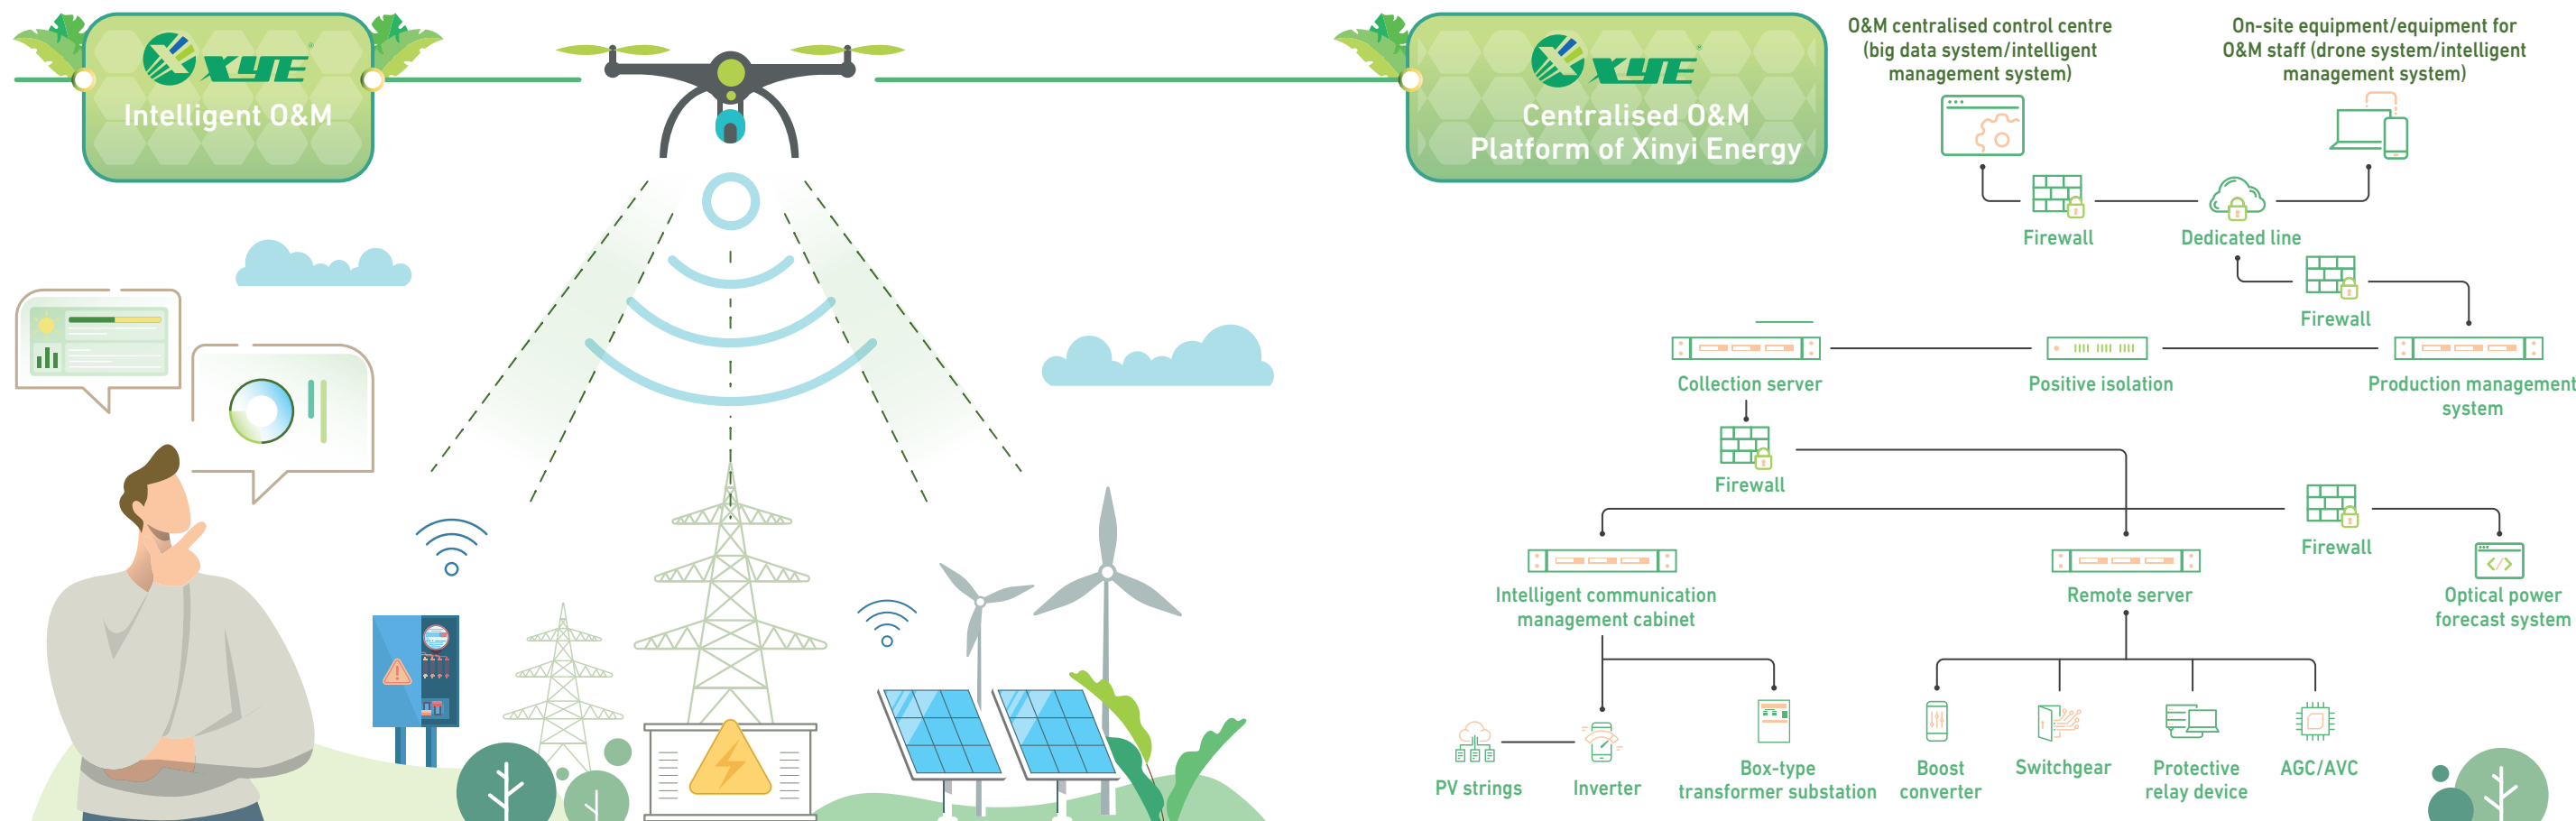 XYE
Intelligent O&M
XYE
Centralised O&M
Platform of Xinyi Energy
O&M centralised control centre
(big data system/intelligent
management system)
On-site equipment/equipment for
O&M staff (drone system/intelligent
management system)
Firewall
Dedicated line
Firewall
Collection server
Positive isolation
Production management
system
Firewall
Firewall
Intelligent communication
management cabinet
Remote server
Optical power
forecast system
PV strings
Inverter
Box-type
transformer substation
Boost
converter
Switchgear
Protective
relay device
AGC/AVC